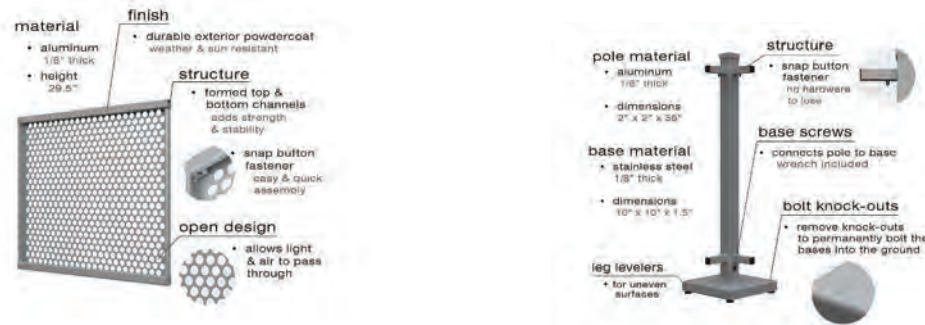 finish
material
• durable exterior powdercoat
weather & sun resistant
• aluminum
1/8" thick
• height
29.5"
structure
• formed top &
bottom channels
adds strength
& stability
• snap button
fastener
easy & quick
assembly
open design
• allows light
& air to pass
through
structure
pole material
• snap button
fastener
no hardware
to lose
• aluminum
1/8" thick
• dimensions
2" x 2" x 36"
base screws
• connects pole to base
wrench included
base material
• stainless steel
1/8" thick
• dimensions
10" x 10" x 1.5"
bolt knock-outs
• remove knock-outs
to permanently bolt the
bases into the ground
leg levelers
• for uneven
surfaces